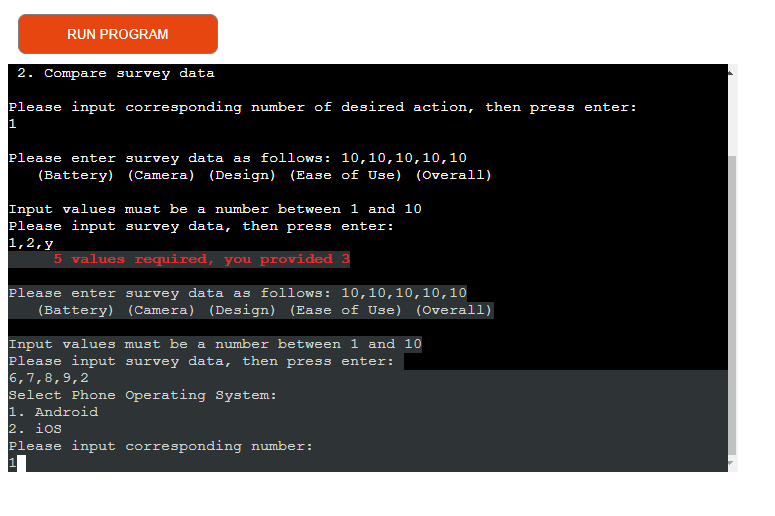 RUN PROGRAM
2. Compare survey data
Please input corresponding number of desired action, then press enter:
1
Please enter survey data as follows: 10,10,10,10,10
(Battery) (Camera) (Design) (Ease of Use) (Overall)
Input values must be a number between 1 and 10
Please input survey data, then press enter:
1,2,y
5 values required, you provided 3
Please enter survey data as follows: 10,10,10,10,10
(Battery) (Camera) (Design) (Ease of Use) (Overall)
Input values must be a number between 1 and 10
Please input survey data, then press enter:
6,7,8,9,2
Select Phone Operating System:
1. Android
2. iOS
Please input corresponding number:
1